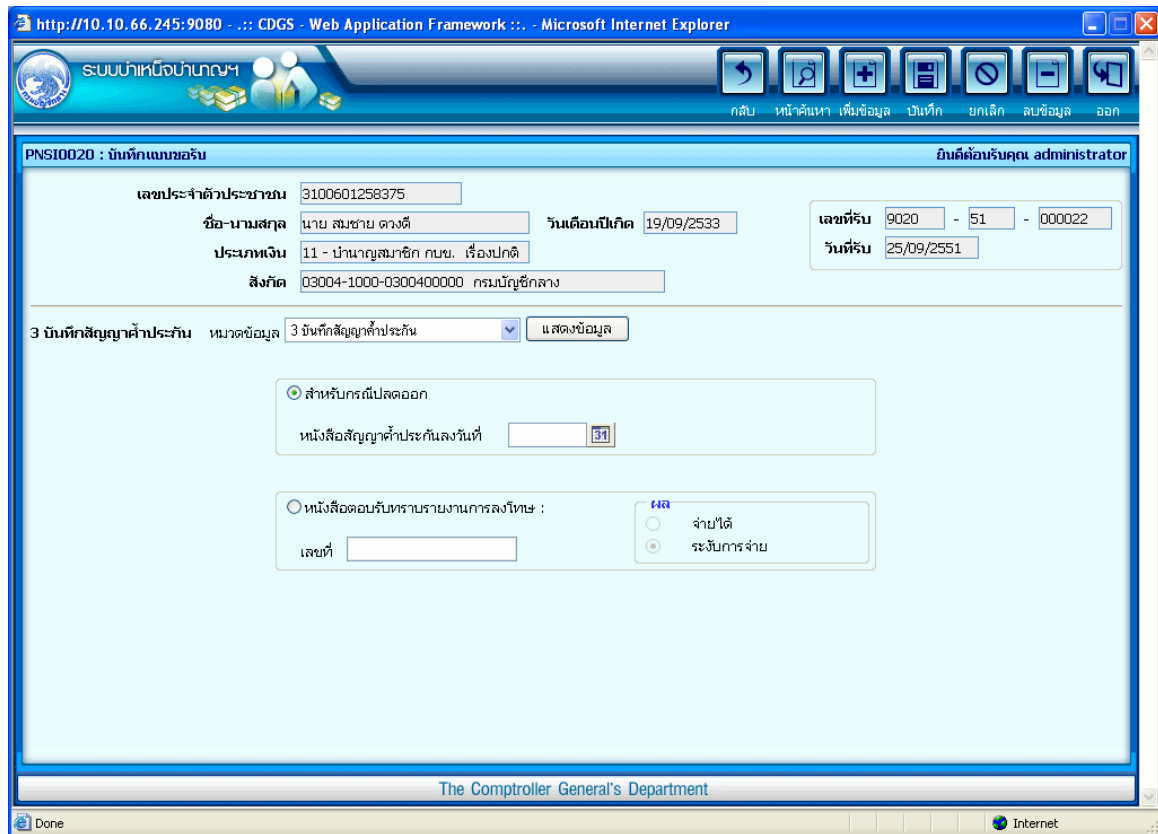 http://10.10.66.245:9080 - .:: CDGS - Web Application Framework ::. - Microsoft Internet Explorer
ระบบบำเหน็จบำนาญฯ
กรมบัญชีกลาง
กลับ หน้าค้นหา เพิ่มข้อมูล บันทึก ยกเลิก ลบข้อมูล ออก
PNSI0020 : บันทึกแบบขอรับ ยินดีต้อนรับคุณ administrator
เลขประจำตัวประชาชน 3100601258375
ชื่อ-นามสกุล นาย สมชาย ดวงดี วันเดือนปีเกิด 19/09/2533 เลขที่รับ 9020 - 51 - 000022
ประเภทเงิน 11 - บำนาญสมาชิก กบข. เรื่องปกติ วันที่รับ 25/09/2551
สังกัด 03004-1000-0300400000 กรมบัญชีกลาง
3 บันทึกสัญญาค้ำประกัน หมวดข้อมูล 3 บันทึกสัญญาค้ำประกัน แสดงข้อมูล
สำหรับกรณีปลดออก
หนังสือสัญญาค้ำประกันลงวันที่ 31
หนังสือตอบรับทราบรายงานการลงโทษ : ผล
จ่ายได้
เลขที่ ระงับการจ่าย
The Comptroller General's Department
Done Internet